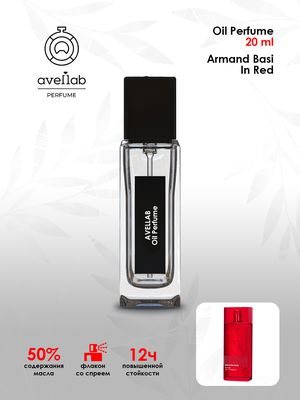 avellab
PERFUME
Oil Perfume
20 ml
Armand Basi
In Red
AVELLAB
Oil Perfume
50%
содержания
масла
флакон
со спреем
12ч
повышенной
стойкости